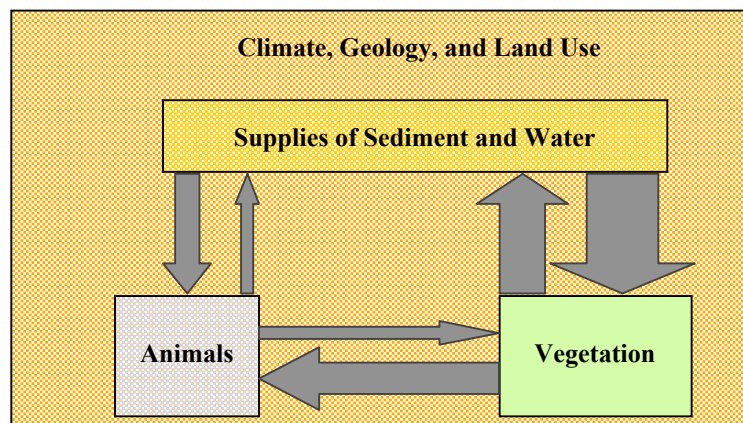 Climate, Geology, and Land Use
Supplies of Sediment and Water
Animals
Vegetation